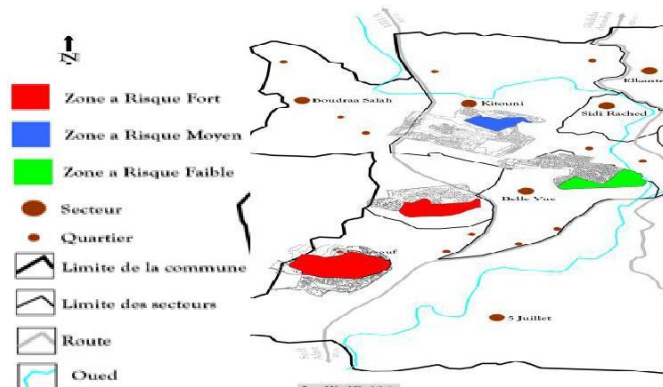 N
Zone a Risque Fort
Zone a Risque Moyen
Zone a Risque Faible
Secteur
Quartier
Limite de la commune
Limite des secteurs
Route
Oued
Boudraa Salah
Kitouni
Sidi Rached
Belle Vue
5 Juillet